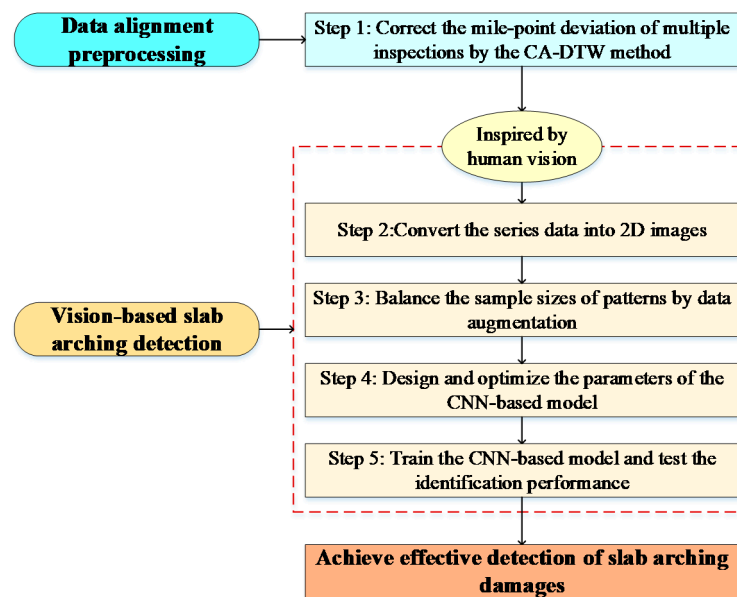 Data alignment
preprocessing
Step 1: Correct the mile-point deviation of multiple
inspections by the CA-DTW method
Inspired by
human vision
Step 2:Convert the series data into 2D images
Step 3: Balance the sample sizes of patterns by data
augmentation
Vision-based slab
arching detection
Step 4: Design and optimize the parameters of the
CNN-based model
Step 5: Train the CNN-based model and test the
identification performance
Achieve effective detection of slab arching
damages